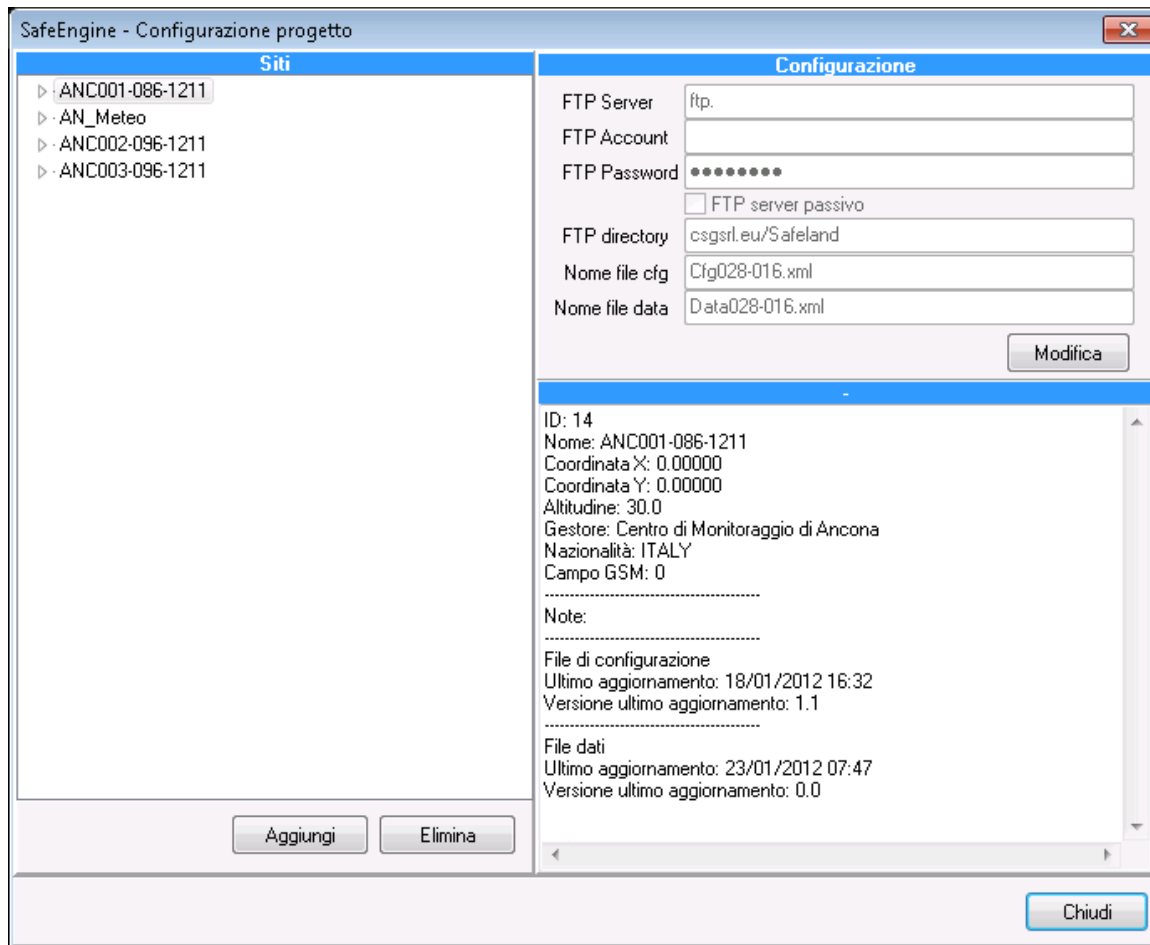 SafeEngine - Configurazione progetto
Siti
ANC001-086-1211
AN_Meteo
ANC002-096-1211
ANC003-096-1211
Aggiungi
Elimina
Configurazione
FTP Server
ftp.
FTP Account
FTP Password ••••••••
FTP server passivo
FTP directory
csgsrl.eu/Safeland
Nome file cfg
Cfg028-016.xml
Nome file data
Data028-016.xml
Modifica
-
ID: 14
Nome: ANC001-086-1211
Coordinata X: 0.00000
Coordinata Y: 0.00000
Altitudine: 30.0
Gestore: Centro di Monitoraggio di Ancona
Nazionalità: ITALY
Campo GSM: 0
------------------------------------------
Note:
------------------------------------------
File di configurazione
Ultimo aggiornamento: 18/01/2012 16:32
Versione ultimo aggiornamento: 1.1
------------------------------------------
File dati
Ultimo aggiornamento: 23/01/2012 07:47
Versione ultimo aggiornamento: 0.0
Chiudi